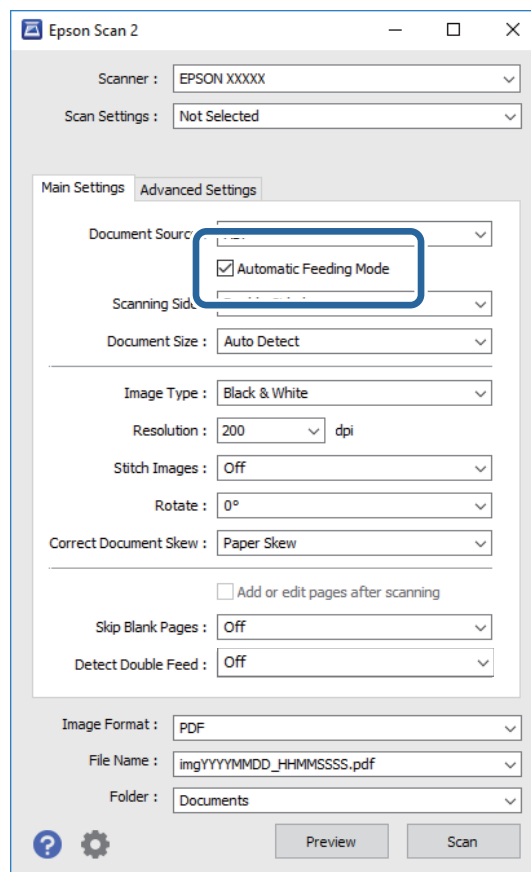 Epson Scan 2
Scanner : EPSON XXXXX
Scan Settings : Not Selected
Main Settings Advanced Settings
Document
Automatic Feeding Mode
Scanning
Document Size : Auto Detect
Image Type : Black & White
Resolution : 200 dpi
Stitch Images : Off
Rotate : 0°
Correct Document Skew : Paper Skew
Add or edit pages after scanning
Skip Blank Pages : Off
Detect Double Feed : Off
Image Format : PDF
File Name : imgYYYYMMDD_HHMMSSSS.pdf
Folder : Documents
? Preview Scan